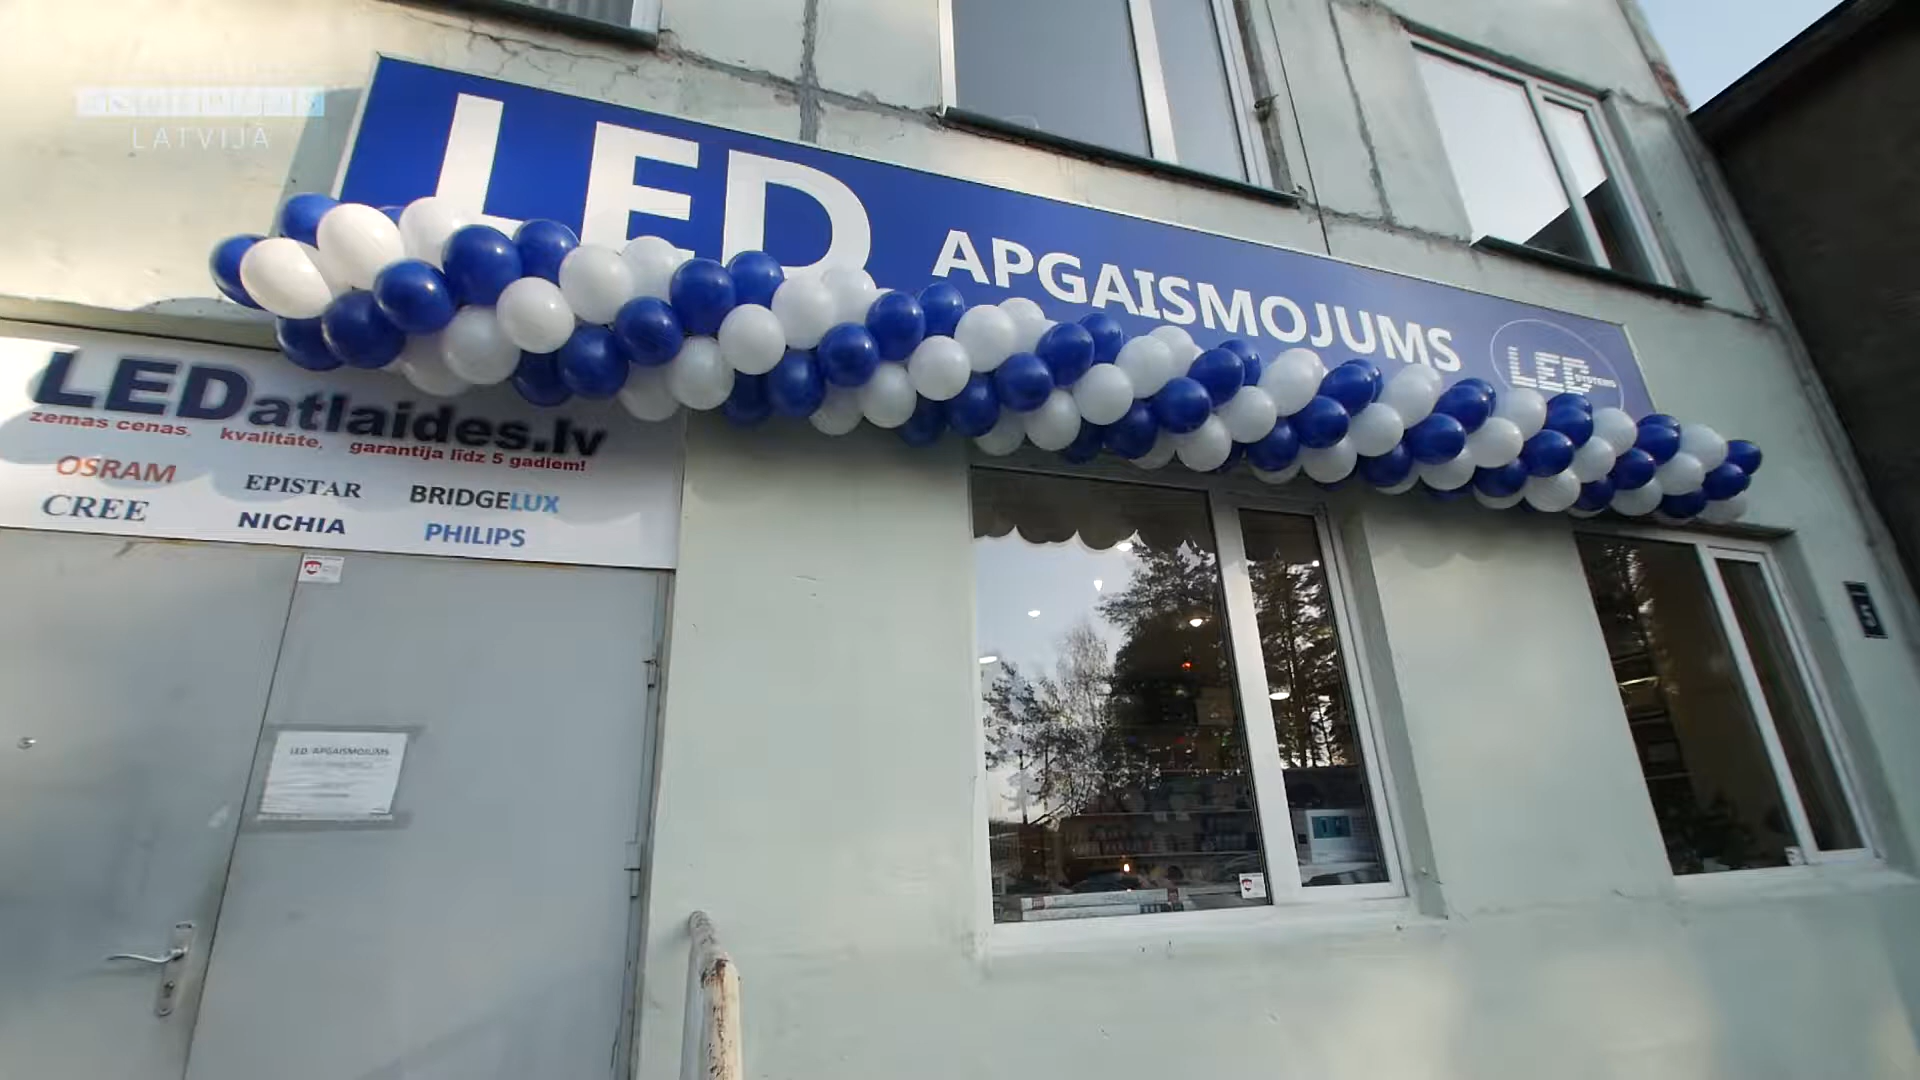 LATVIJĀ
LED APGAISMOJUMS
LED SYSTEMS
LEDatlaides.lv
zemas cenas, kvalitāte, garantija līdz 5 gadiem!
OSRAM EPISTAR BRIDGELUX
CREE NICHIA PHILIPS
LED APGAISMOJUMS
5